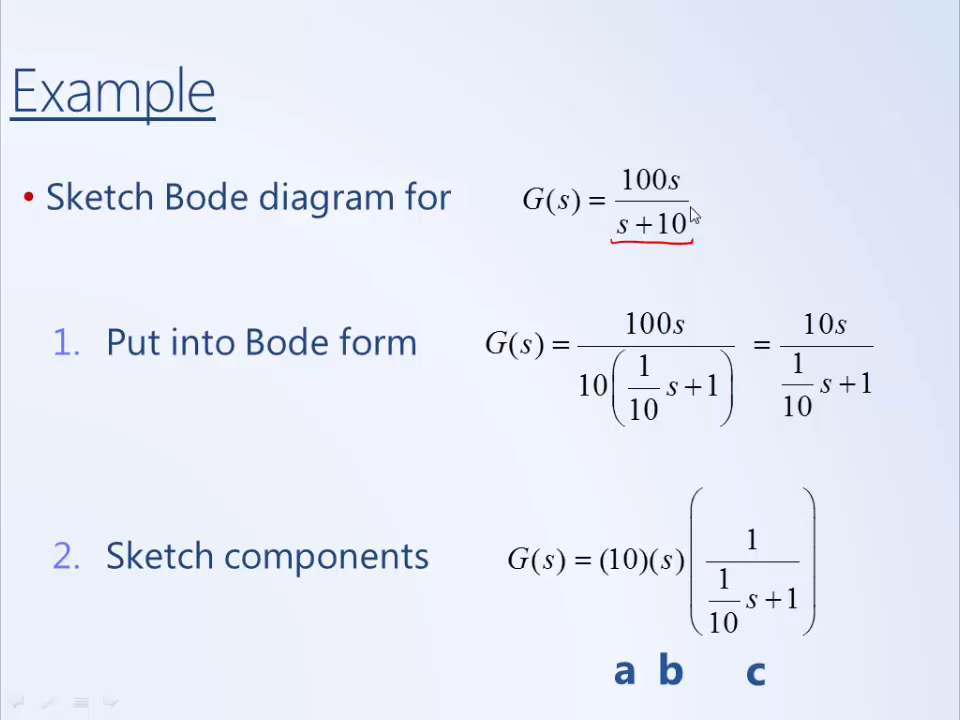 Example
• Sketch Bode diagram for G(s) = 100s / (s + 10)
1. Put into Bode form G(s) = 100s / (10(1/10 s + 1)) = 10s / (1/10 s + 1)
2. Sketch components G(s) = (10)(s)(1 / (1/10 s + 1))
a b c